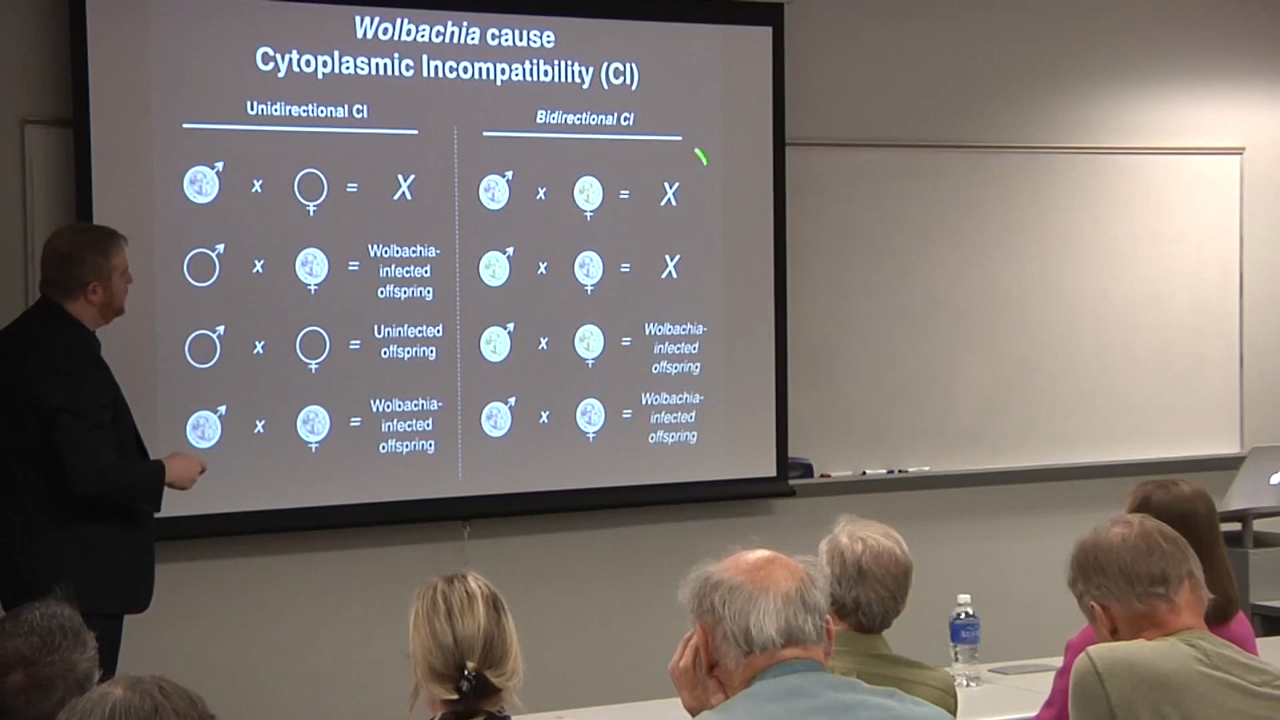 Wolbachia cause
Cytoplasmic Incompatibility (CI)
Unidirectional CI
x = X
x = Wolbachia-
infected
offspring
x = Uninfected
offspring
x = Wolbachia-
infected
offspring
Bidirectional CI
x = X
x = X
x = Wolbachia-
infected
offspring
x = Wolbachia-
infected
offspring